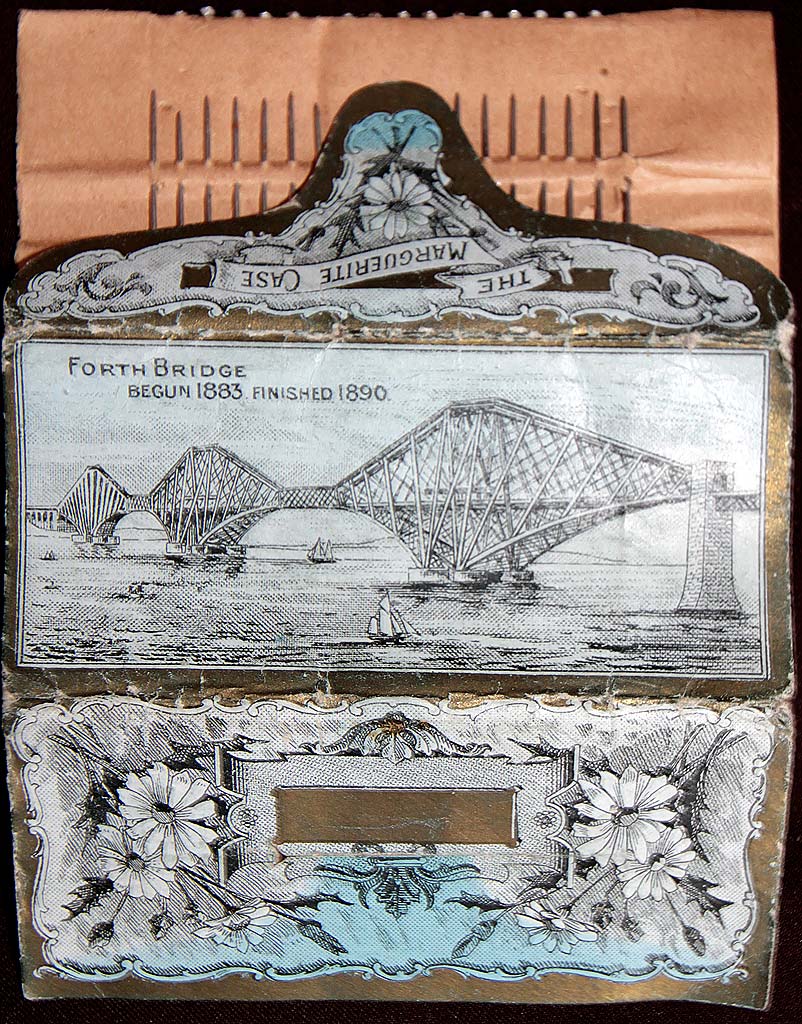 THE MARGUERITE CASE
FORTH BRIDGE
BEGUN 1883. FINISHED 1890.